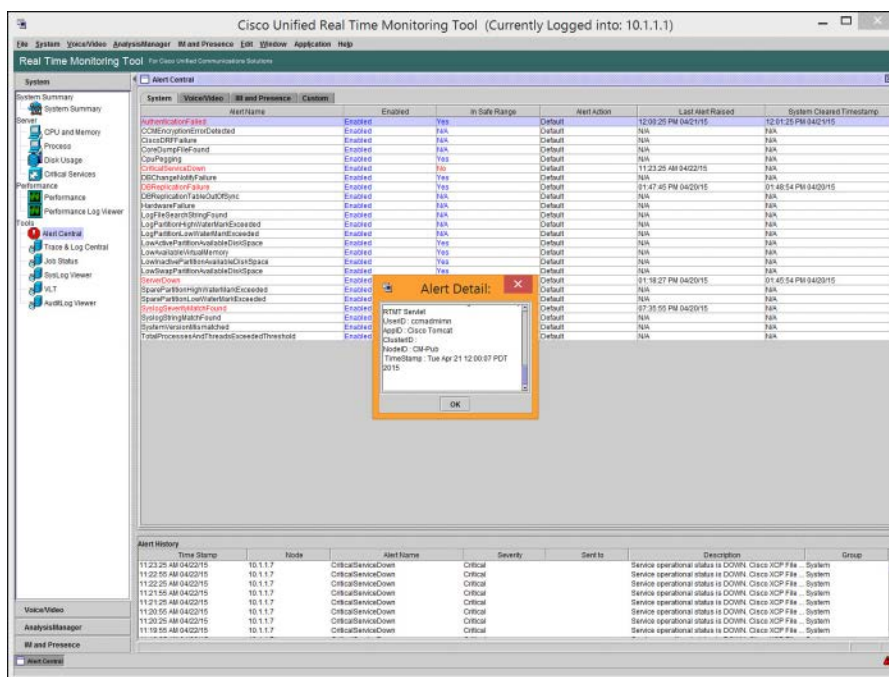 Cisco Unified Real Time Monitoring Tool (Currently Logged into: 10.1.1.1)
File System Voice/Video AnalysisManager IM and Presence Edit Window Application Help
Real Time Monitoring Tool For Cisco Unified Communications Solutions
System
System Summary
System Summary
Server
CPU and Memory
Process
Disk Usage
Critical Services
Performance
Performance
Performance Log Viewer
Tools
Alert Central
Trace & Log Central
Job Status
SysLog Viewer
VLT
AuditLog Viewer
Voice/Video
AnalysisManager
IM and Presence
Alert Central
System Voice/Video IM and Presence Custom
Alert Name Enabled In Safe Range Alert Action Last Alert Raised System Cleared Timestamp
AuthenticationFailed Enabled Yes Default 12:00:25 PM 04/21/15 12:01:25 PM 04/21/15
CCMEncryptionErrorDetected Enabled N/A Default N/A N/A
CiscoDRFFailure Enabled N/A Default N/A N/A
CoreDumpFileFound Enabled N/A Default N/A N/A
CpuPegging Enabled Yes Default N/A N/A
CriticalServiceDown Enabled No Default 11:23:25 AM 04/22/15 N/A
DBChangeNotifyFailure Enabled Yes Default N/A N/A
DBReplicationFailure Enabled Yes Default 01:47:45 PM 04/20/15 01:48:54 PM 04/20/15
DBReplicationTableOutOfSync Enabled N/A Default N/A N/A
HardwareFailure Enabled N/A Default N/A N/A
LogFileSearchStringFound Enabled N/A Default N/A N/A
LogPartitionHighWaterMarkExceeded Enabled N/A Default N/A N/A
LogPartitionLowWaterMarkExceeded Enabled Default N/A N/A
LowActivePartitionAvailableDiskSpace Enabled Yes Default N/A N/A
LowAvailableVirtualMemory Enabled Yes Default N/A N/A
LowInactivePartitionAvailableDiskSpace Enabled Yes Default N/A N/A
LowSwapPartitionAvailableDiskSpace Enabled Yes Default N/A N/A
ServerDown Enabled Default 01:18:27 PM 04/20/15 01:45:54 PM 04/20/15
SparePartitionHighWaterMarkExceeded Enabled Default N/A N/A
SparePartitionLowWaterMarkExceeded Enabled Default N/A N/A
SyslogSeverityMatchFound Enabled Default 07:35:55 PM 04/20/15 N/A
SyslogStringMatchFound Enabled Default N/A N/A
SystemVersionMismatched Enabled Default N/A N/A
TotalProcessesAndThreadsExceededThreshold Enabled Default N/A N/A
Alert Detail:
RTMT Servlet
UserID : ccmadmimn
AppID : Cisco Tomcat
ClusterID :
NodeID : CM-Pub
TimeStamp : Tue Apr 21 12:00:07 PDT
2015
OK
Alert History
Time Stamp Node Alert Name Severity Sent to Description Group
11:23:25 AM 04/22/15 10.1.1.7 CriticalServiceDown Critical Service operational status is DOWN. Cisco XCP File ... System
11:22:55 AM 04/22/15 10.1.1.7 CriticalServiceDown Critical Service operational status is DOWN. Cisco XCP File ... System
11:22:25 AM 04/22/15 10.1.1.7 CriticalServiceDown Critical Service operational status is DOWN. Cisco XCP File ... System
11:21:55 AM 04/22/15 10.1.1.7 CriticalServiceDown Critical Service operational status is DOWN. Cisco XCP File ... System
11:21:25 AM 04/22/15 10.1.1.7 CriticalServiceDown Critical Service operational status is DOWN. Cisco XCP File ... System
11:20:55 AM 04/22/15 10.1.1.7 CriticalServiceDown Critical Service operational status is DOWN. Cisco XCP File ... System
11:20:25 AM 04/22/15 10.1.1.7 CriticalServiceDown Critical Service operational status is DOWN. Cisco XCP File ... System
11:19:55 AM 04/22/15 10.1.1.7 CriticalServiceDown Critical Service operational status is DOWN. Cisco XCP File ... System
Alert Central